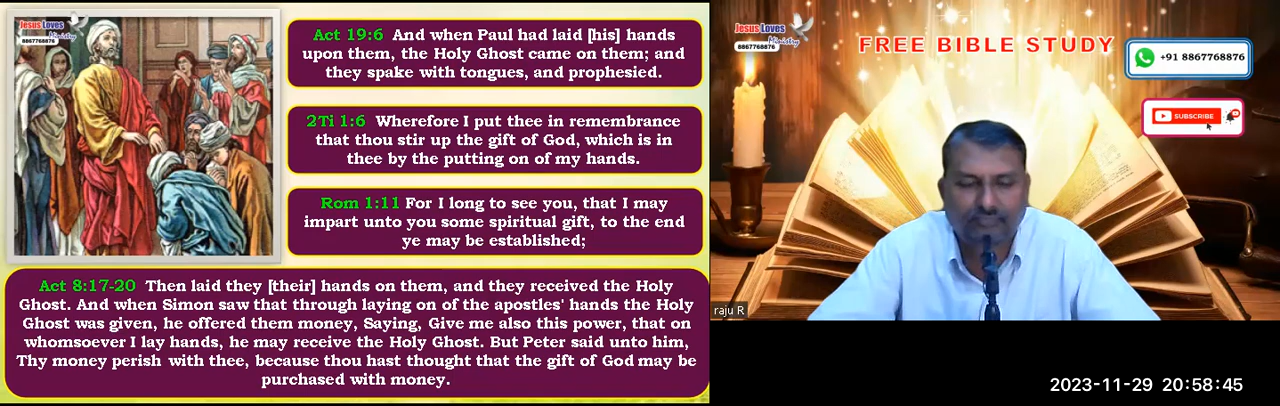 Jesus Loves
Ministry
8867768876
Act 19:6 And when Paul had laid [his] hands
upon them, the Holy Ghost came on them; and
they spake with tongues, and prophesied.
2Ti 1:6 Wherefore I put thee in remembrance
that thou stir up the gift of God, which is in
thee by the putting on of my hands.
Rom 1:11 For I long to see you, that I may
impart unto you some spiritual gift, to the end
ye may be established;
Act 8:17-20 Then laid they [their] hands on them, and they received the Holy
Ghost. And when Simon saw that through laying on of the apostles' hands the Holy
Ghost was given, he offered them money, Saying, Give me also this power, that on
whomsoever I lay hands, he may receive the Holy Ghost. But Peter said unto him,
Thy money perish with thee, because thou hast thought that the gift of God may be
purchased with money.
Jesus Loves
Ministry
8867768876
FREE BIBLE STUDY
+91 8867768876
SUBSCRIBE
raju R
2023-11-29 20:58:45